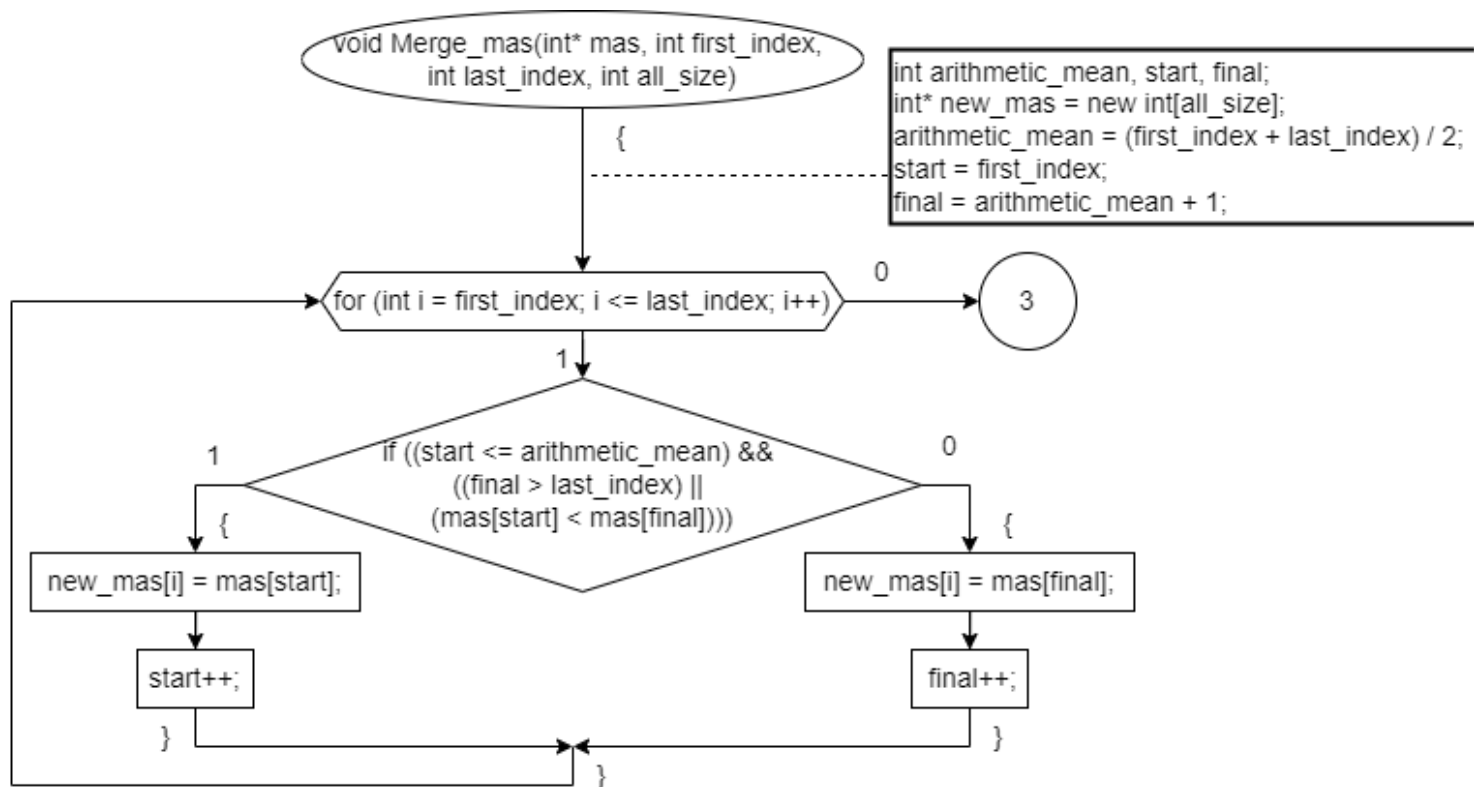 void Merge_mas(int* mas, int first_index,
int last_index, int all_size)
int arithmetic_mean, start, final;
int* new_mas = new int[all_size];
arithmetic_mean = (first_index + last_index) / 2;
start = first_index;
final = arithmetic_mean + 1;
{
for (int i = first_index; i <= last_index; i++)
0
3
1
if ((start <= arithmetic_mean) &&
((final > last_index) ||
(mas[start] < mas[final])))
1
0
{
{
new_mas[i] = mas[start];
new_mas[i] = mas[final];
start++;
final++;
}
}
}